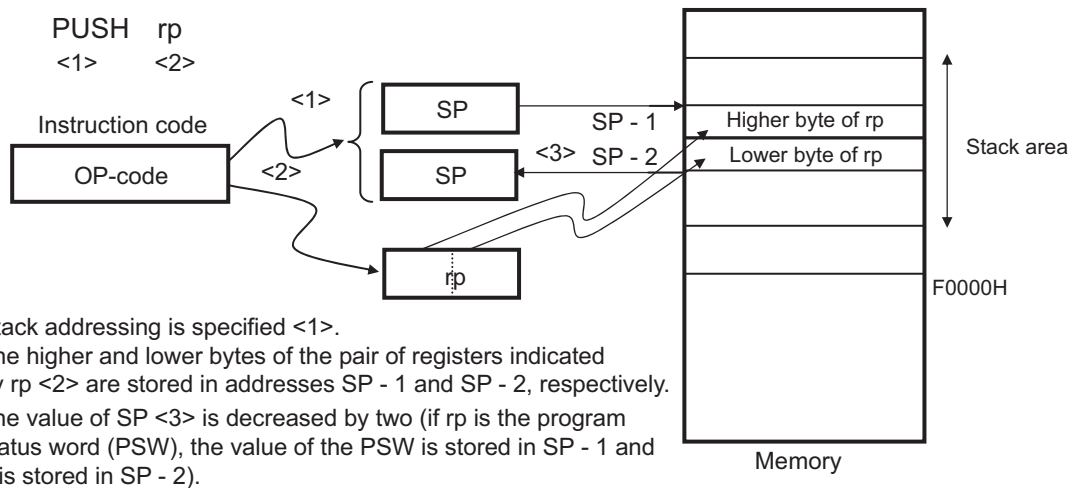 PUSH rp
<1> <2>
<1>
SP
SP - 1
Higher byte of rp
Instruction code
<3> SP - 2
Lower byte of rp
Stack area
OP-code
<2>
SP
rp
F0000H
tack addressing is specified <1>.
he higher and lower bytes of the pair of registers indicated
y rp <2> are stored in addresses SP - 1 and SP - 2, respectively.
he value of SP <3> is decreased by two (if rp is the program
atus word (PSW), the value of the PSW is stored in SP - 1 and
is stored in SP - 2).
Memory